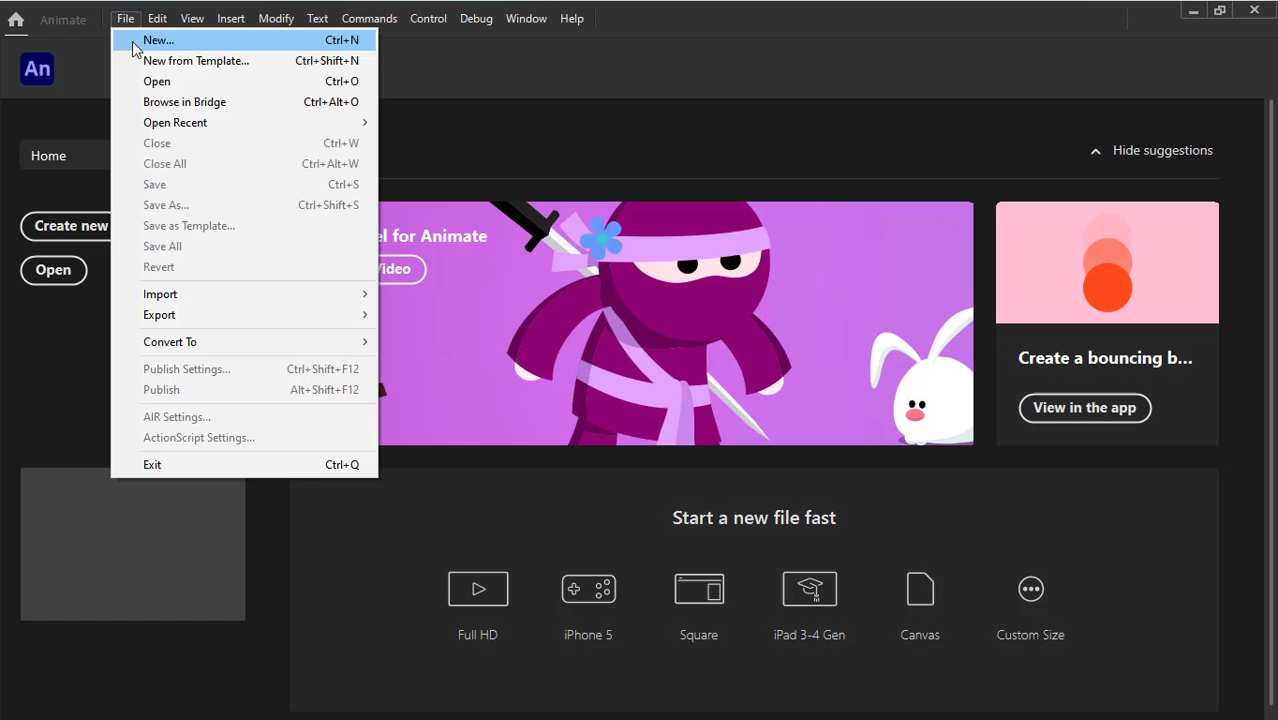 Animate File Edit View Insert Modify Text Commands Control Debug Window Help
An
New... Ctrl+N
New from Template... Ctrl+Shift+N
Open Ctrl+O
Browse in Bridge Ctrl+Alt+O
Open Recent
Close Ctrl+W
Close All Ctrl+Alt+W
Save Ctrl+S
Save As... Ctrl+Shift+S
Save as Template...
Save All
Revert
Import
Export
Convert To
Publish Settings... Ctrl+Shift+F12
Publish Alt+Shift+F12
AIR Settings...
ActionScript Settings...
Exit Ctrl+Q
Home
Create new
Open
Hide suggestions
for Animate
Video
Create a bouncing b...
View in the app
Start a new file fast
Full HD iPhone 5 Square iPad 3-4 Gen Canvas Custom Size